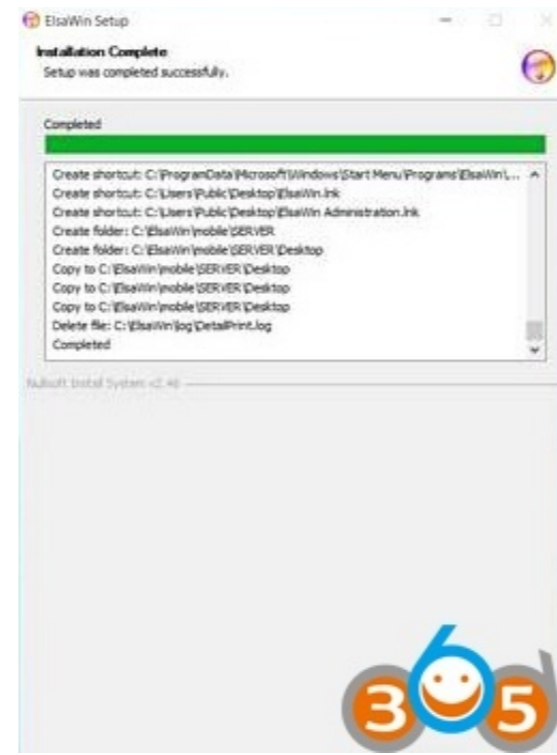 ElsaWin Setup
Installation Complete
Setup was completed successfully.
Completed
Create shortcut: C:\ProgramData\Microsoft\Windows\Start Menu\Programs\ElsaWin\...
Create shortcut: C:\Users\Public\Desktop\ElsaWin.lnk
Create shortcut: C:\Users\Public\Desktop\ElsaWin Administration.lnk
Create folder: C:\ElsaWin\mobile\SERVER
Create folder: C:\ElsaWin\mobile\SERVER\Desktop
Copy to C:\ElsaWin\mobile\SERVER\Desktop
Copy to C:\ElsaWin\mobile\SERVER\Desktop
Copy to C:\ElsaWin\mobile\SERVER\Desktop
Delete file: C:\ElsaWin\log\DetailPrint.log
Completed
Nullsoft Install System v2.46
365